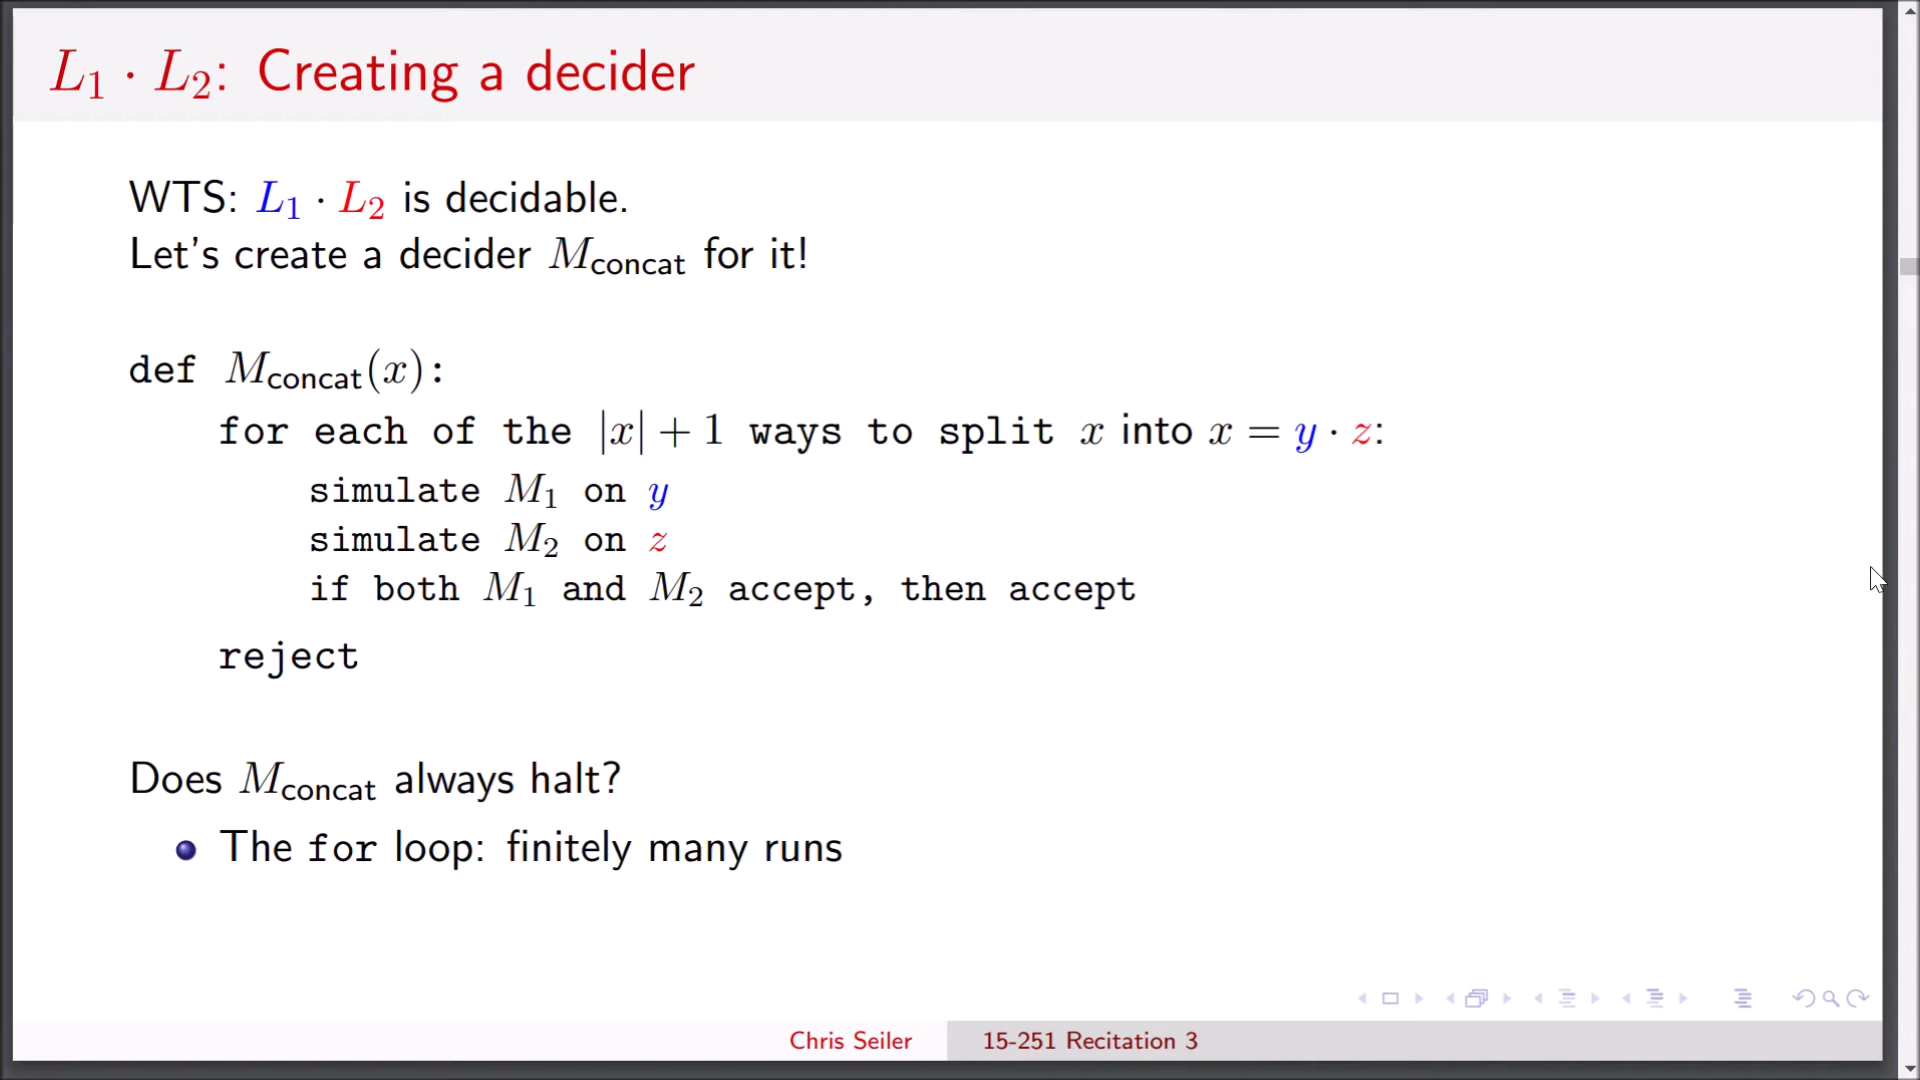 L₁ · L₂: Creating a decider
WTS: L₁ · L₂ is decidable.
Let's create a decider M_concat for it!
def M_concat(x):
for each of the |x| + 1 ways to split x into x = y · z:
simulate M₁ on y
simulate M₂ on z
if both M₁ and M₂ accept, then accept
reject
Does M_concat always halt?
The for loop: finitely many runs
Chris Seiler
15-251 Recitation 3